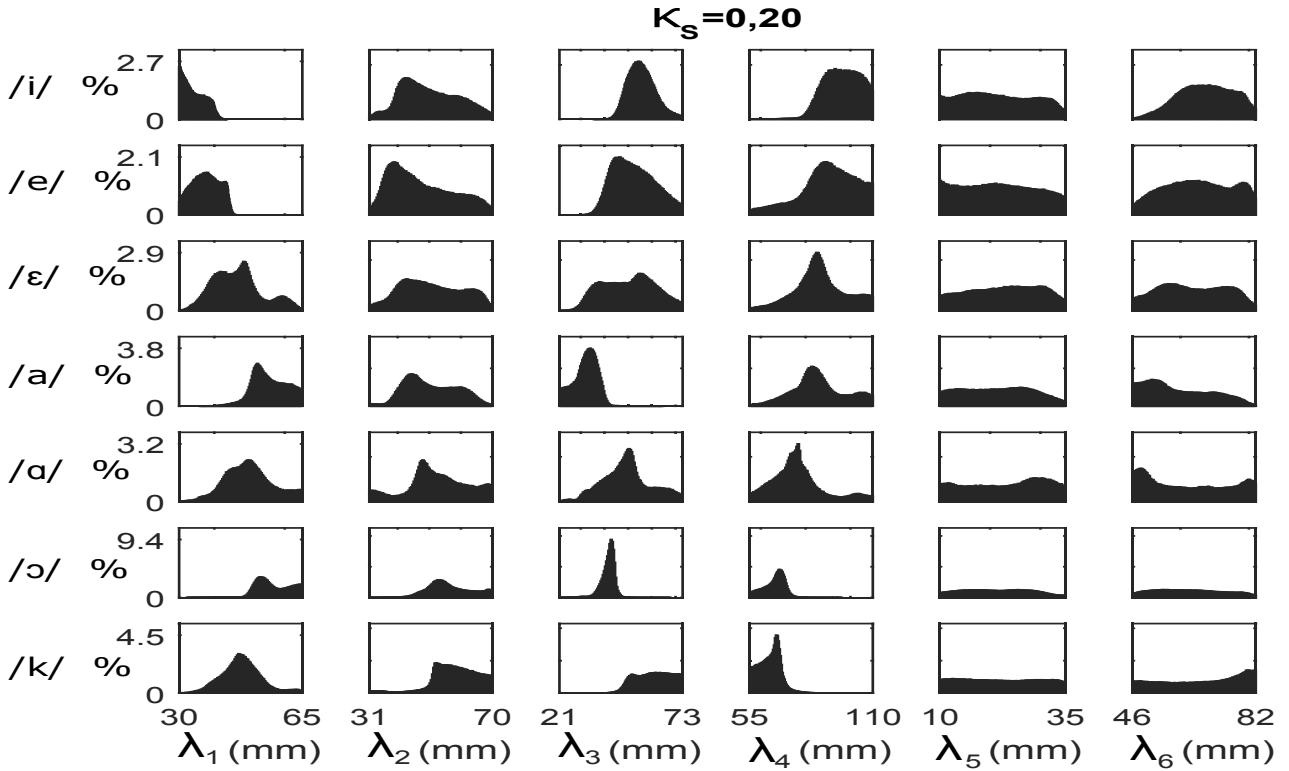 Ks=0,20
/i/ % 2.7
0
/e/ % 2.1
0
/ɛ/ % 2.9
0
/a/ % 3.8
0
/ɑ/ % 3.2
0
/ɔ/ % 9.4
0
/k/ % 4.5
0
30 65 31 70 21 73 55 110 10 35 46 82
λ1 (mm) λ2 (mm) λ3 (mm) λ4 (mm) λ5 (mm) λ6 (mm)